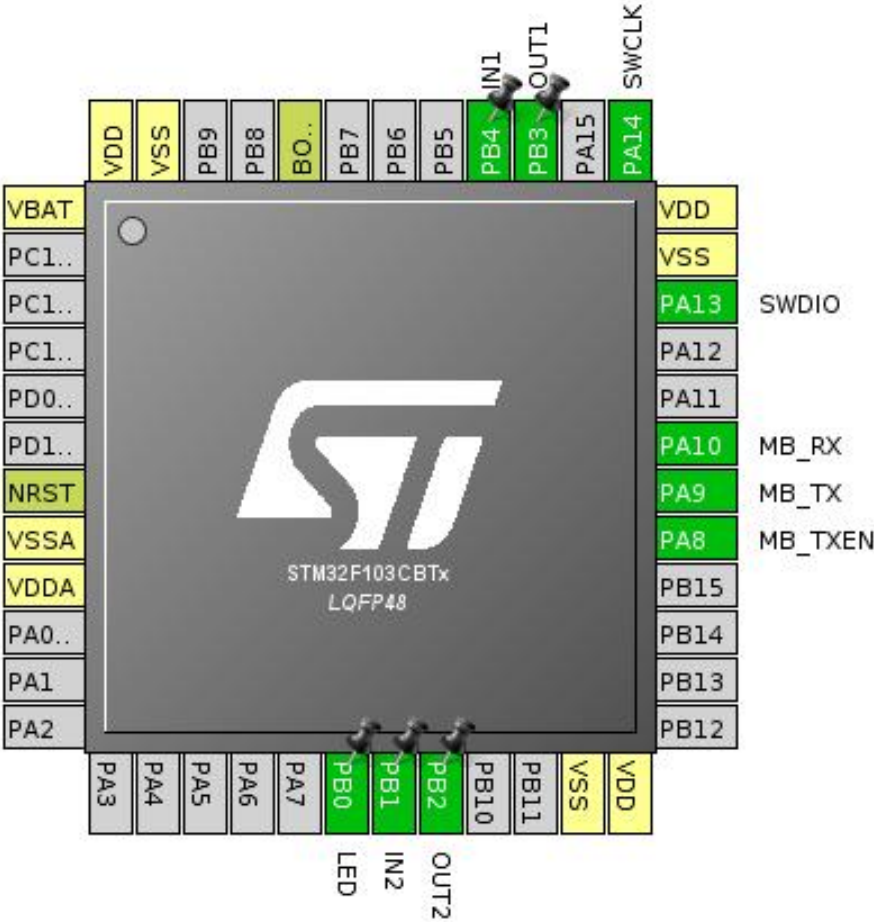 IN1
OUT1
SWCLK
VDD
VSS
PB9
PB8
BO..
PB7
PB6
PB5
PB4
PB3
PA15
PA14
VBAT
PC1..
PC1..
PC1..
PD0..
PD1..
NRST
VSSA
VDDA
PA0..
PA1
PA2
VDD
VSS
PA13 SWDIO
PA12
PA11
PA10 MB_RX
PA9 MB_TX
PA8 MB_TXEN
PB15
PB14
PB13
PB12
ST
STM32F103CBTx
LQFP48
PA3
PA4
PA5
PA6
PA7
PB0
PB1
PB2
PB10
PB11
VSS
VDD
LED
IN2
OUT2